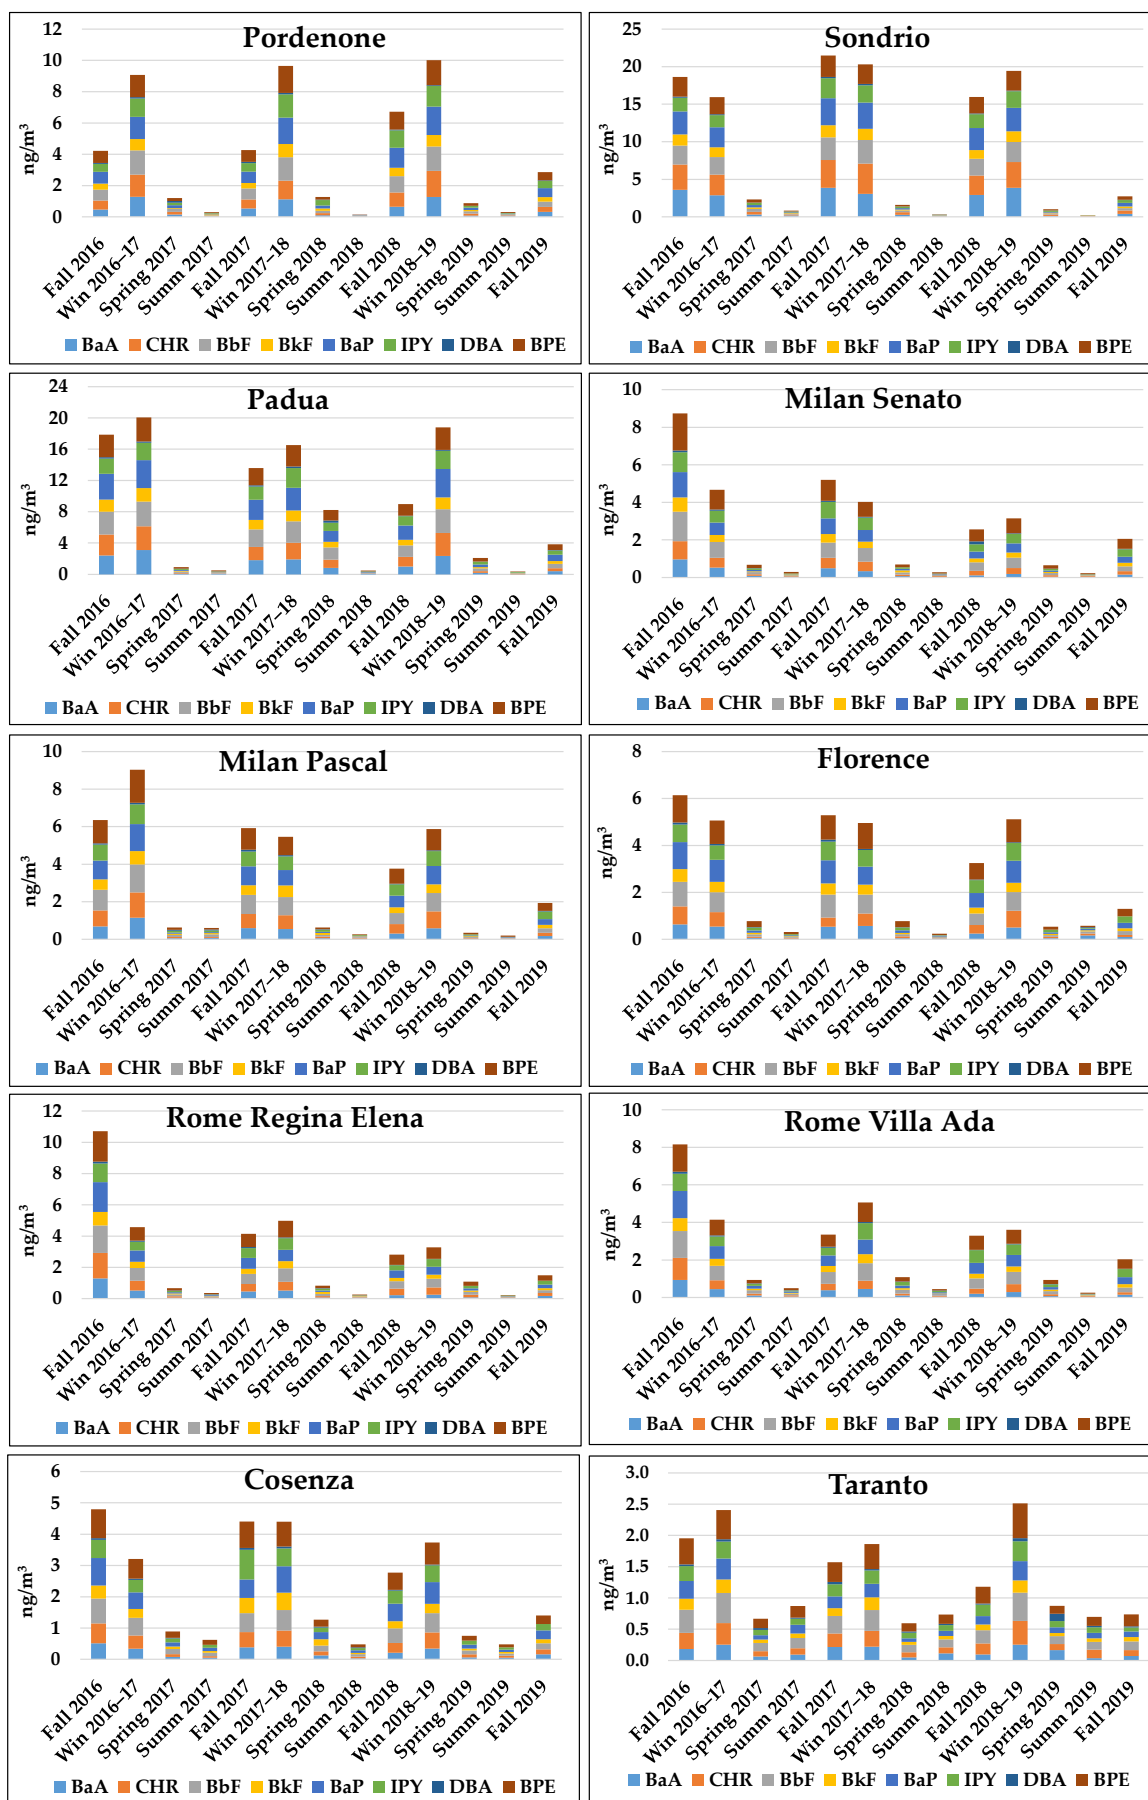 Pordenone
12
10
8
6
4
2
0
ng/m³
Fall 2016
Win 2016–17
Spring 2017
Summ 2017
Fall 2017
Win 2017–18
Spring 2018
Summ 2018
Fall 2018
Win 2018–19
Spring 2019
Summ 2019
Fall 2019
BaA CHR BbF BkF BaP IPY DBA BPE
Sondrio
25
20
15
10
5
0
ng/m³
Fall 2016
Win 2016–17
Spring 2017
Summ 2017
Fall 2017
Win 2017–18
Spring 2018
Summ 2018
Fall 2018
Win 2018–19
Spring 2019
Summ 2019
Fall 2019
BaA CHR BbF BkF BaP IPY DBA BPE
Padua
24
20
16
12
8
4
0
ng/m³
Fall 2016
Win 2016–17
Spring 2017
Summ 2017
Fall 2017
Win 2017–18
Spring 2018
Summ 2018
Fall 2018
Win 2018–19
Spring 2019
Summ 2019
Fall 2019
BaA CHR BbF BkF BaP IPY DBA BPE
Milan Senato
10
8
6
4
2
0
ng/m³
Fall 2016
Win 2016–17
Spring 2017
Summ 2017
Fall 2017
Win 2017–18
Spring 2018
Summ 2018
Fall 2018
Win 2018–19
Spring 2019
Summ 2019
Fall 2019
BaA CHR BbF BkF BaP IPY DBA BPE
Milan Pascal
10
8
6
4
2
0
ng/m³
Fall 2016
Win 2016–17
Spring 2017
Summ 2017
Fall 2017
Win 2017–18
Spring 2018
Summ 2018
Fall 2018
Win 2018–19
Spring 2019
Summ 2019
Fall 2019
BaA CHR BbF BkF BaP IPY DBA BPE
Florence
8
6
4
2
0
ng/m³
Fall 2016
Win 2016–17
Spring 2017
Summ 2017
Fall 2017
Win 2017–18
Spring 2018
Summ 2018
Fall 2018
Win 2018–19
Spring 2019
Summ 2019
Fall 2019
BaA CHR BbF BkF BaP IPY DBA BPE
Rome Regina Elena
12
10
8
6
4
2
0
ng/m³
Fall 2016
Win 2016–17
Spring 2017
Summ 2017
Fall 2017
Win 2017–18
Spring 2018
Summ 2018
Fall 2018
Win 2018–19
Spring 2019
Summ 2019
Fall 2019
BaA CHR BbF BkF BaP IPY DBA BPE
Rome Villa Ada
10
8
6
4
2
0
ng/m³
Fall 2016
Win 2016–17
Spring 2017
Summ 2017
Fall 2017
Win 2017–18
Spring 2018
Summ 2018
Fall 2018
Win 2018–19
Spring 2019
Summ 2019
Fall 2019
BaA CHR BbF BkF BaP IPY DBA BPE
Cosenza
6
5
4
3
2
1
0
ng/m³
Fall 2016
Win 2016–17
Spring 2017
Summ 2017
Fall 2017
Win 2017–18
Spring 2018
Summ 2018
Fall 2018
Win 2018–19
Spring 2019
Summ 2019
Fall 2019
BaA CHR BbF BkF BaP IPY DBA BPE
Taranto
3.0
2.5
2.0
1.5
1.0
0.5
0.0
ng/m³
Fall 2016
Win 2016–17
Spring 2017
Summ 2017
Fall 2017
Win 2017–18
Spring 2018
Summ 2018
Fall 2018
Win 2018–19
Spring 2019
Summ 2019
Fall 2019
BaA CHR BbF BkF BaP IPY DBA BPE